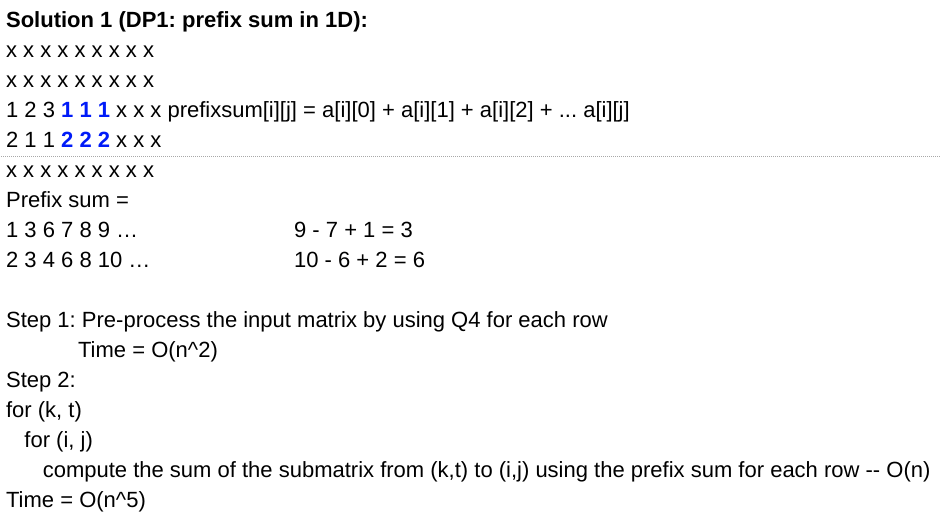 Solution 1 (DP1: prefix sum in 1D):
x x x x x x x x x
x x x x x x x x x
1 2 3 1 1 1 x x x prefixsum[i][j] = a[i][0] + a[i][1] + a[i][2] + ... a[i][j]
2 1 1 2 2 2 x x x
x x x x x x x x x
Prefix sum =
1 3 6 7 8 9 … 9 - 7 + 1 = 3
2 3 4 6 8 10 … 10 - 6 + 2 = 6
Step 1: Pre-process the input matrix by using Q4 for each row
Time = O(n^2)
Step 2:
for (k, t)
for (i, j)
compute the sum of the submatrix from (k,t) to (i,j) using the prefix sum for each row -- O(n)
Time = O(n^5)